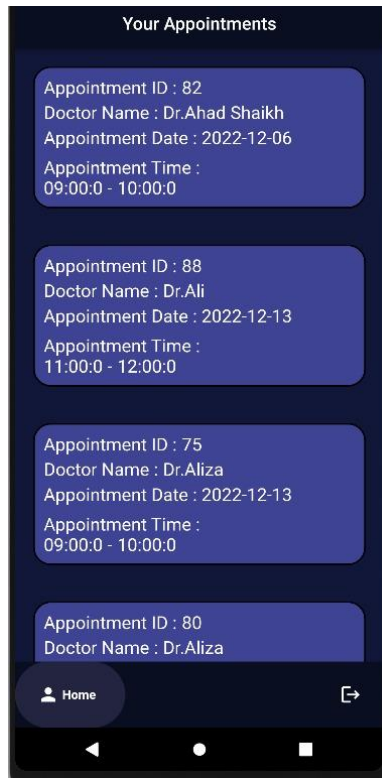 Your Appointments
Appointment ID : 82
Doctor Name : Dr.Ahad Shaikh
Appointment Date : 2022-12-06
Appointment Time :
09:00:0 - 10:00:0
Appointment ID : 88
Doctor Name : Dr.Ali
Appointment Date : 2022-12-13
Appointment Time :
11:00:0 - 12:00:0
Appointment ID : 75
Doctor Name : Dr.Aliza
Appointment Date : 2022-12-13
Appointment Time :
09:00:0 - 10:00:0
Appointment ID : 80
Doctor Name : Dr.Aliza
Home